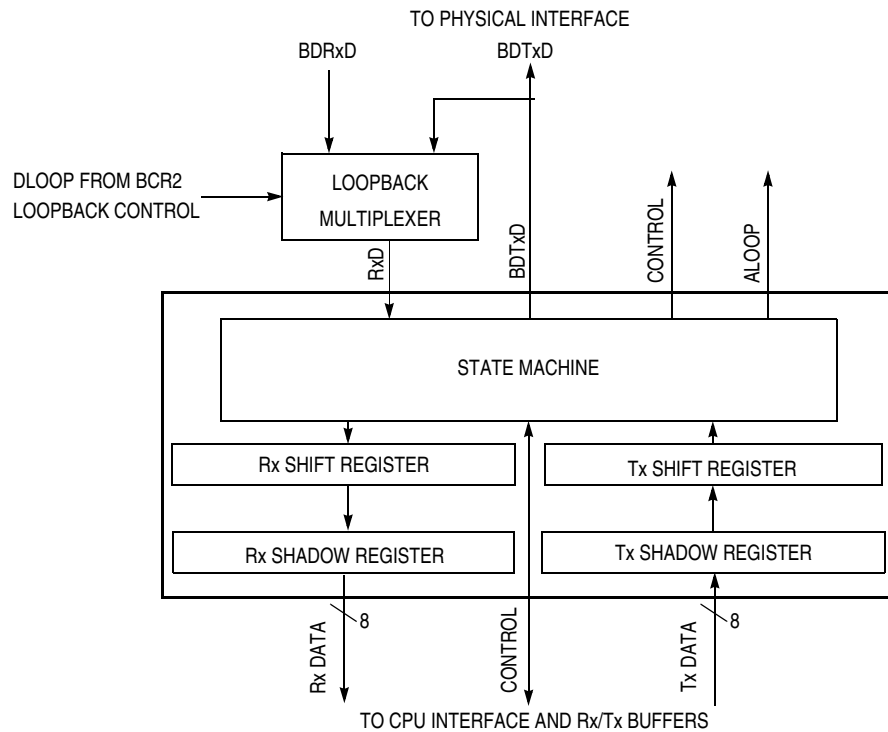 TO PHYSICAL INTERFACE
BDRxD
BDTxD
DLOOP FROM BCR2
LOOPBACK CONTROL
LOOPBACK
MULTIPLEXER
RxD
BDTxD
CONTROL
ALOOP
STATE MACHINE
Rx SHIFT REGISTER
Tx SHIFT REGISTER
Rx SHADOW REGISTER
Tx SHADOW REGISTER
Rx DATA
8
CONTROL
Tx DATA
8
TO CPU INTERFACE AND Rx/Tx BUFFERS